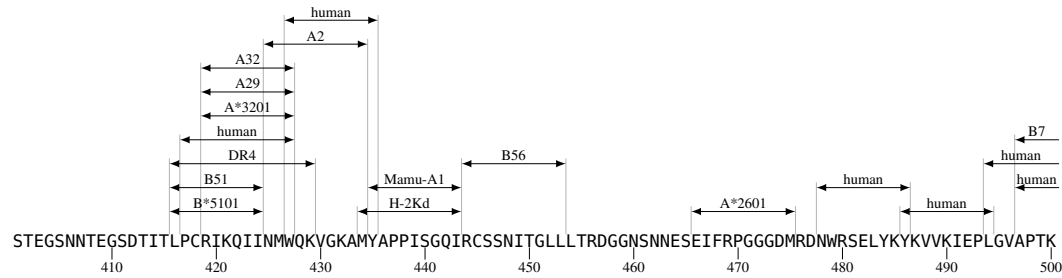 human
A2
A32
A29
A*3201
human
B7
DR4
B56
human
B51
Mamu-A1
human
human
B*5101
H-2Kd
A*2601
human
STEGSNNTEGSDTITLPCRIKQIINMWQKVGKAMYAPPISGQIRCSSNITGLLLTRDGGNSNNESEIFRPGGGDMRDNWRSELYKYKVVKIEPLGVAPTK
410 420 430 440 450 460 470 480 490 500